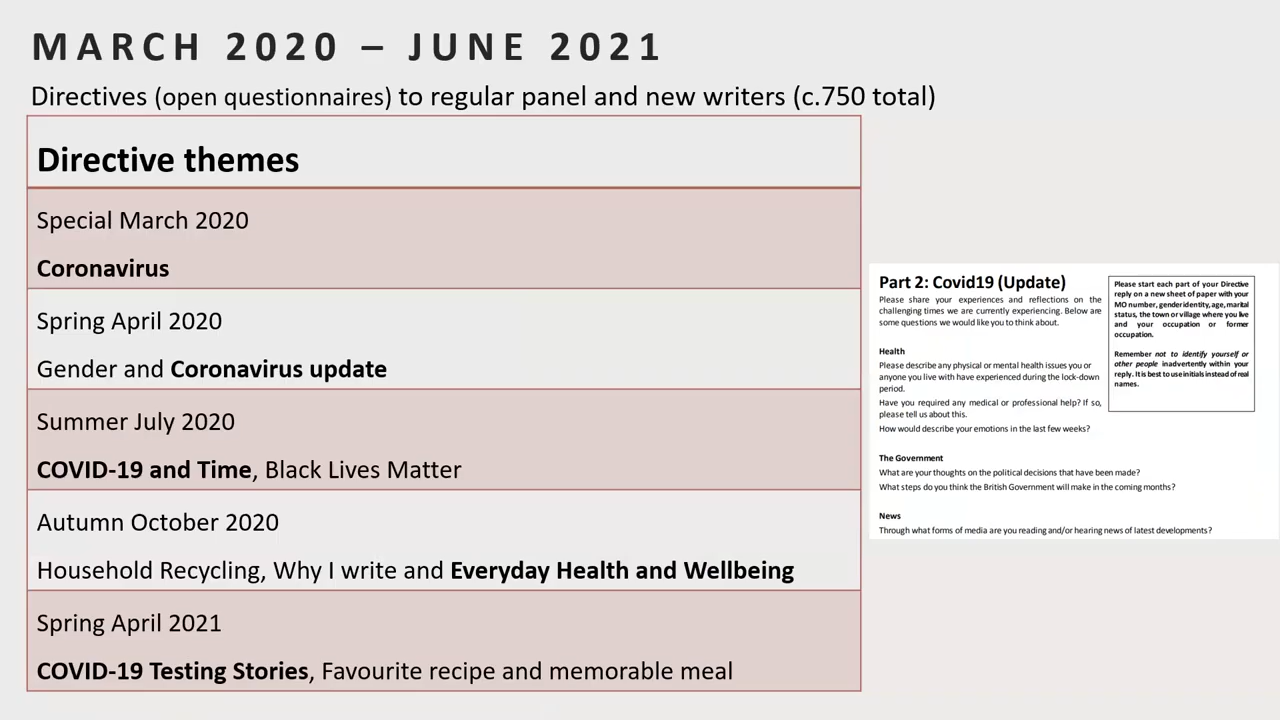 MARCH 2020 – JUNE 2021
Directives (open questionnaires) to regular panel and new writers (c.750 total)
Directive themes
Special March 2020
Coronavirus
Spring April 2020
Gender and Coronavirus update
Summer July 2020
COVID-19 and Time, Black Lives Matter
Autumn October 2020
Household Recycling, Why I write and Everyday Health and Wellbeing
Spring April 2021
COVID-19 Testing Stories, Favourite recipe and memorable meal
Part 2: Covid19 (Update)
Please share your experiences and reflections on the
challenging times we are currently experiencing. Below are
some questions we would like you to think about.
Health
Please describe any physical or mental health issues you or
anyone you live with have experienced during the lock-down
period.
Have you required any medical or professional help? If so,
please tell us about this.
How would describe your emotions in the last few weeks?
The Government
What are your thoughts on the political decisions that have been made?
What steps do you think the British Government will make in the coming months?
News
Through what forms of media are you reading and/or hearing news of latest developments?
Please start each part of your Directive
reply on a new sheet of paper with your
MO number, gender identity, age, marital
status, the town or village where you live
and your occupation or former
occupation.
Remember not to identify yourself or
other people inadvertently within your
reply. It is best to use initials instead of real
names.